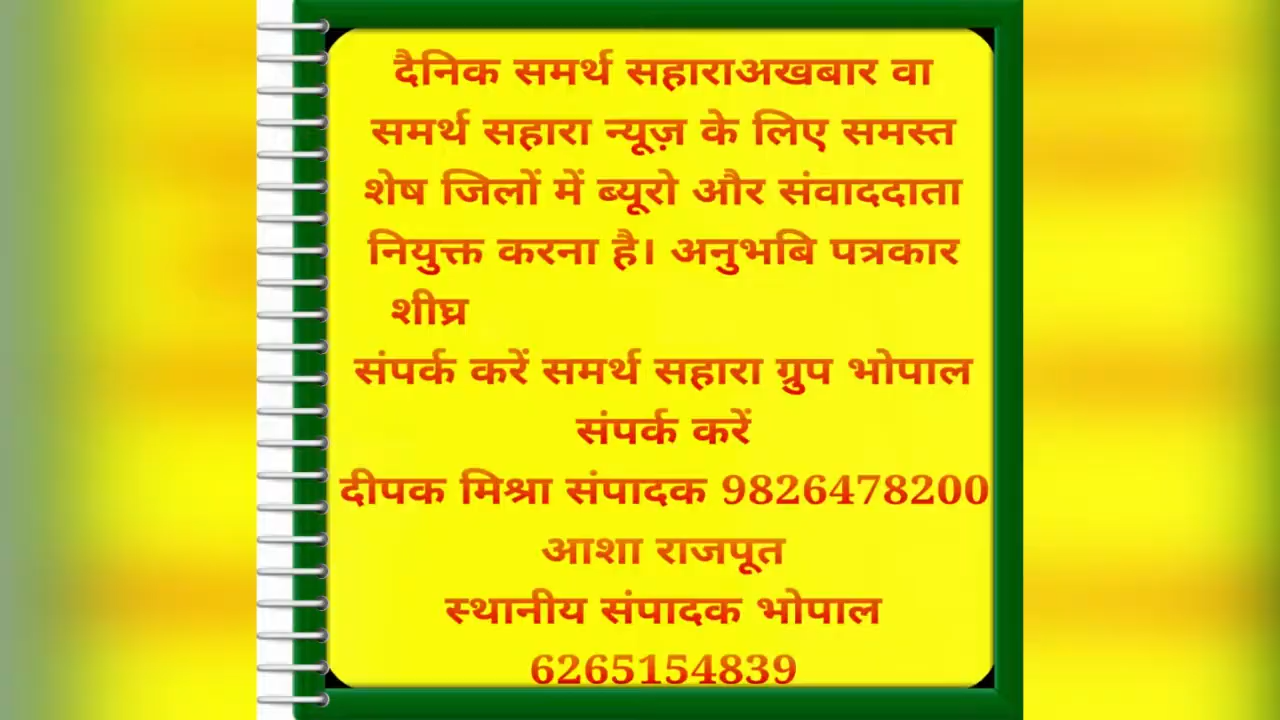 दैनिक समर्थ सहाराअखबार वा
समर्थ सहारा न्यूज़ के लिए समस्त
शेष जिलों में ब्यूरो और संवाददाता
नियुक्त करना है। अनुभबि पत्रकार
शीघ्र
संपर्क करें समर्थ सहारा ग्रुप भोपाल
संपर्क करें
दीपक मिश्रा संपादक 9826478200
आशा राजपूत
स्थानीय संपादक भोपाल
6265154839